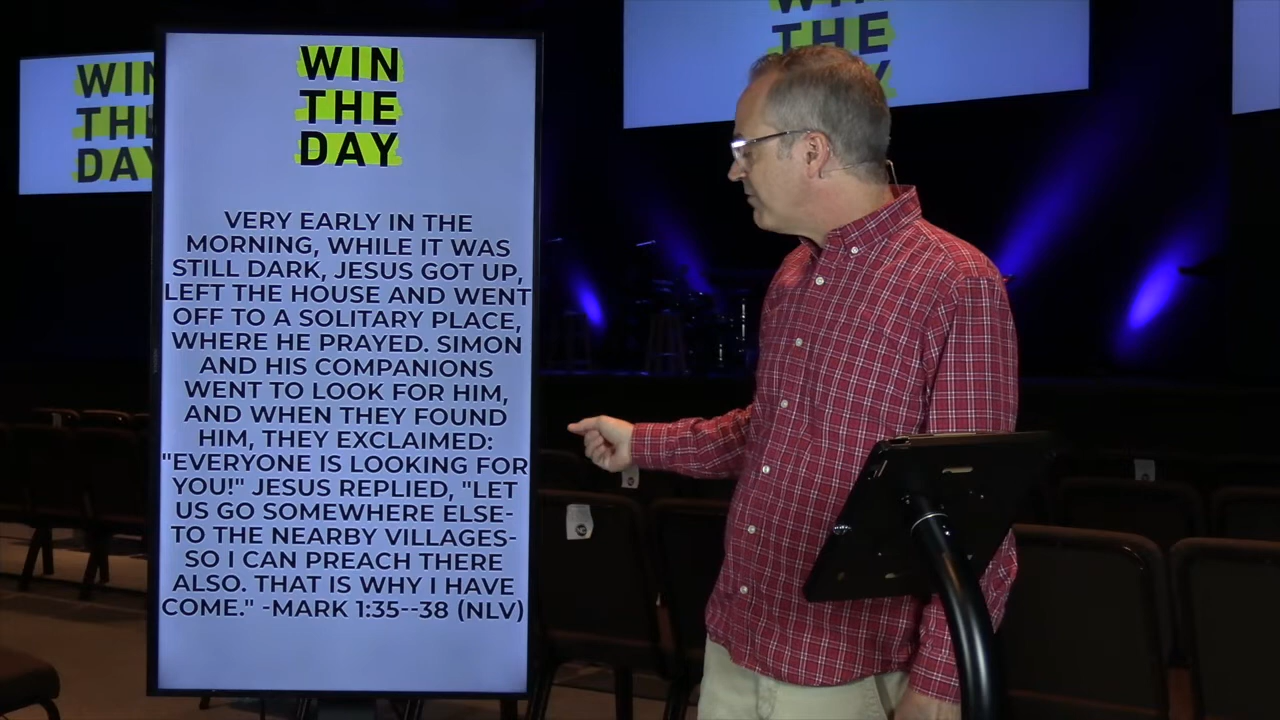 WIN
THE
DAY
VERY EARLY IN THE
MORNING, WHILE IT WAS
STILL DARK, JESUS GOT UP,
LEFT THE HOUSE AND WENT
OFF TO A SOLITARY PLACE,
WHERE HE PRAYED. SIMON
AND HIS COMPANIONS
WENT TO LOOK FOR HIM,
AND WHEN THEY FOUND
HIM, THEY EXCLAIMED:
"EVERYONE IS LOOKING FOR
YOU!" JESUS REPLIED, "LET
US GO SOMEWHERE ELSE-
TO THE NEARBY VILLAGES-
SO I CAN PREACH THERE
ALSO. THAT IS WHY I HAVE
COME." -MARK 1:35--38 (NLV)
WIN
THE
DAY
WIN
THE